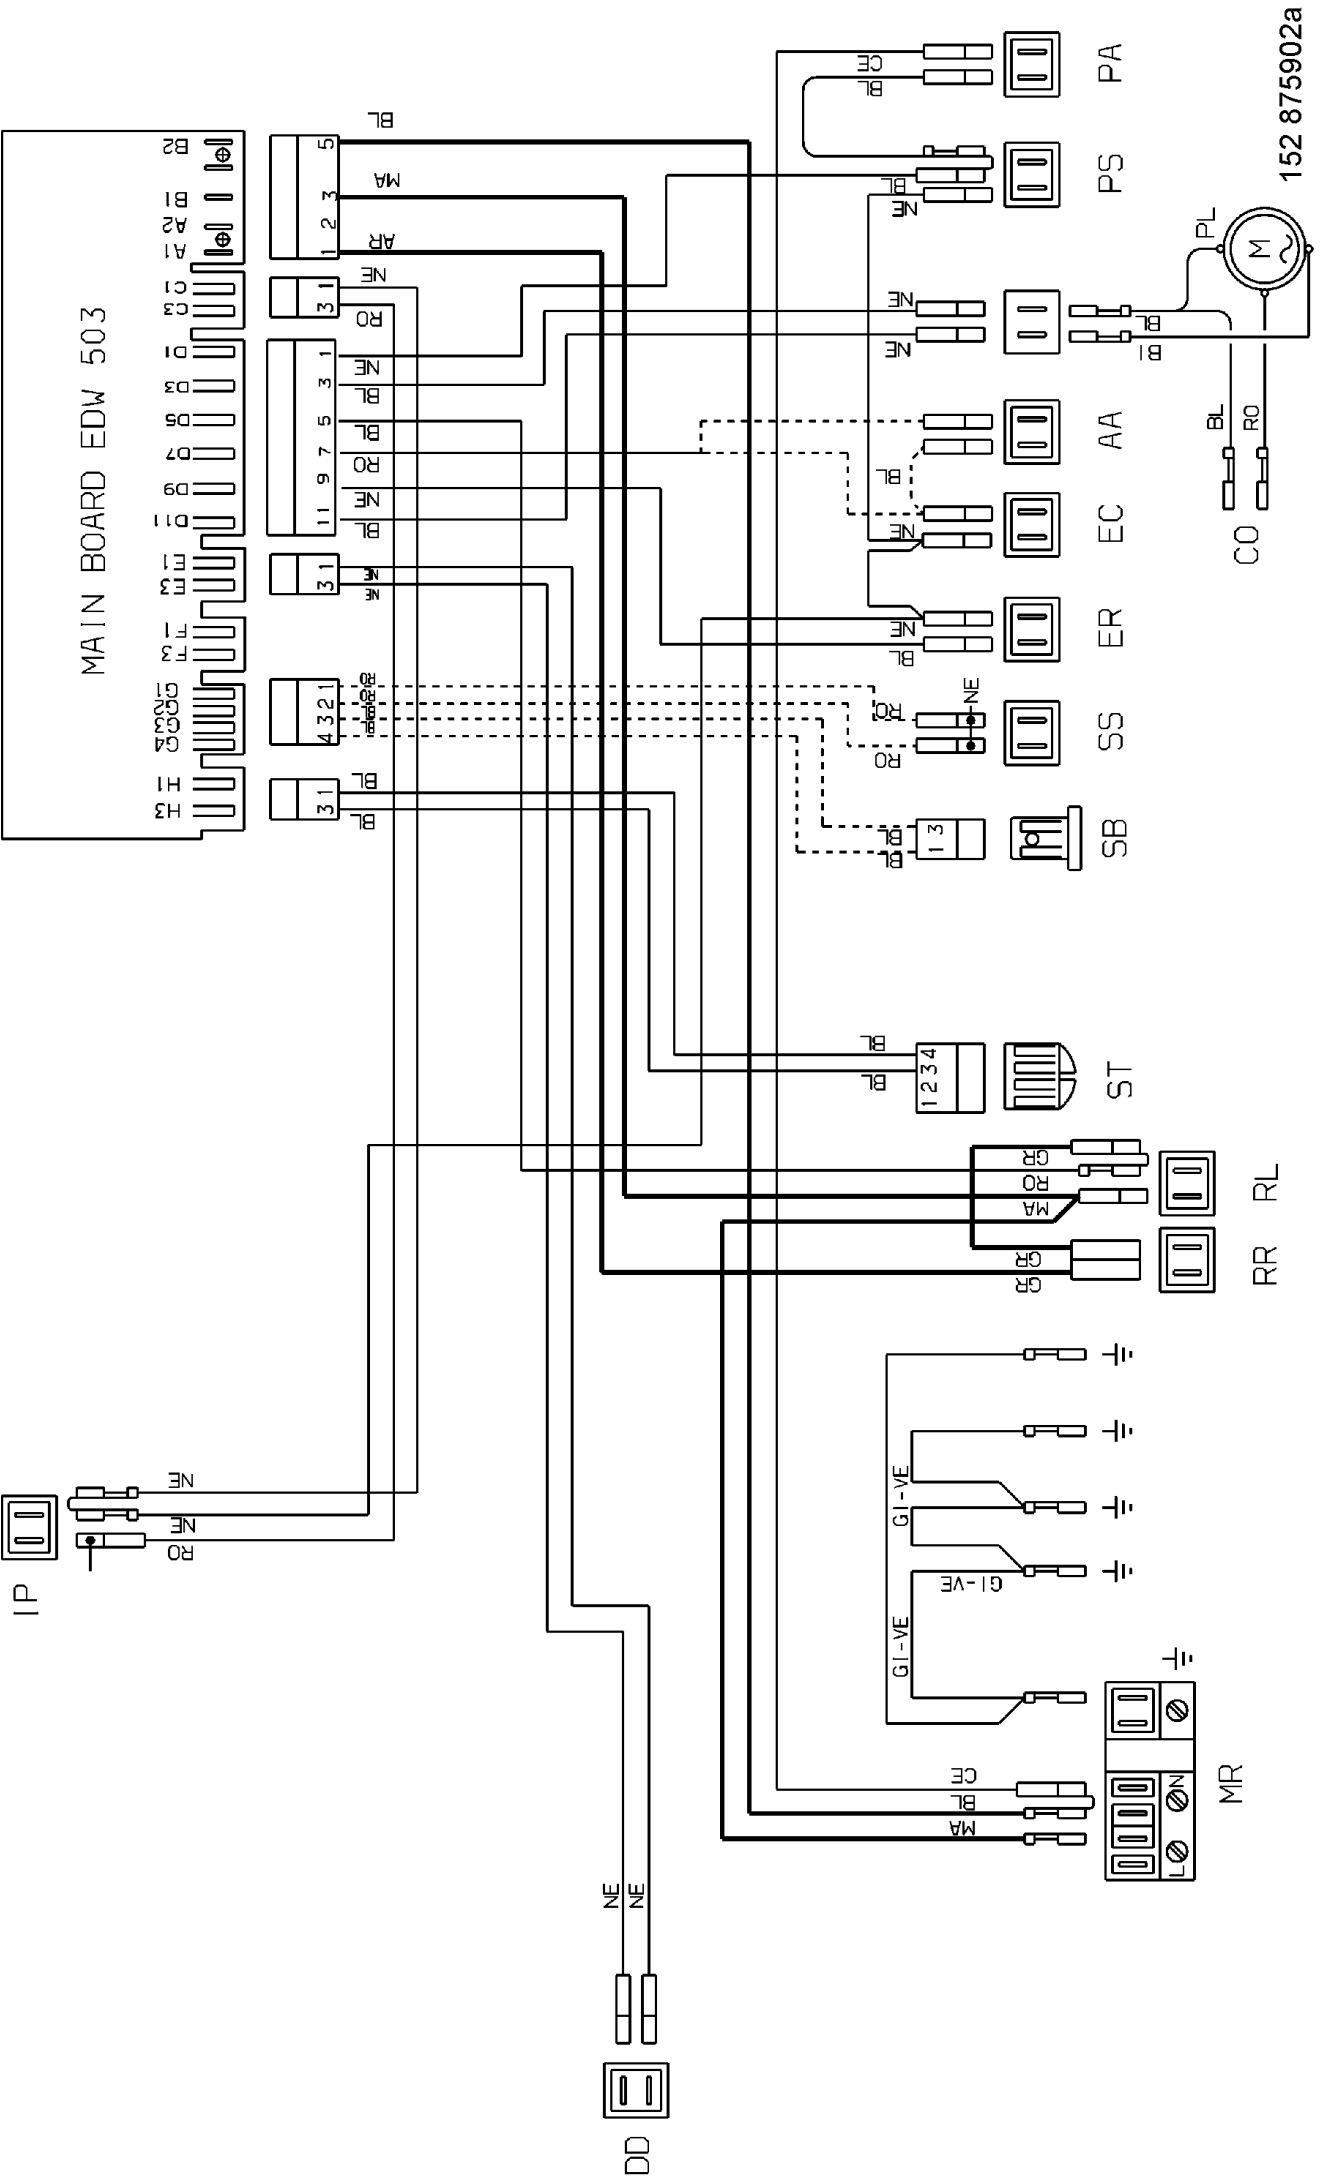 MAIN BOARD EDW 503
B2
B1
A2
A1
C1
C3
D1
D3
D5
D7
D9
D11
E1
E3
F1
F3
G1
G2
G3
G4
H1
H3
5
3
2
1
BL
MA
AR
1
3
NE
RO
1
3
5
7
9
11
NE
BL
BL
RO
NE
BL
1
3
NE
NE
1
2
3
4
RO
RO
BL
BL
1
3
BL
BL
CE
BL
PA
BL
NE
PS
NE
NE
BL
BI
PL
M
BL
RO
CO
BL
AA
NE
EC
NE
BL
ER
RO
RO
NE
SS
BL
BL
1 3
SB
BL
BL
1 2 3 4
ST
GR
RO
MA
RL
GR
GR
RR
NE
NE
RO
IP
GI-VE
GI-VE
GI-VE
CE
BL
MA
L
N
MR
NE
NE
DD
152 875902a